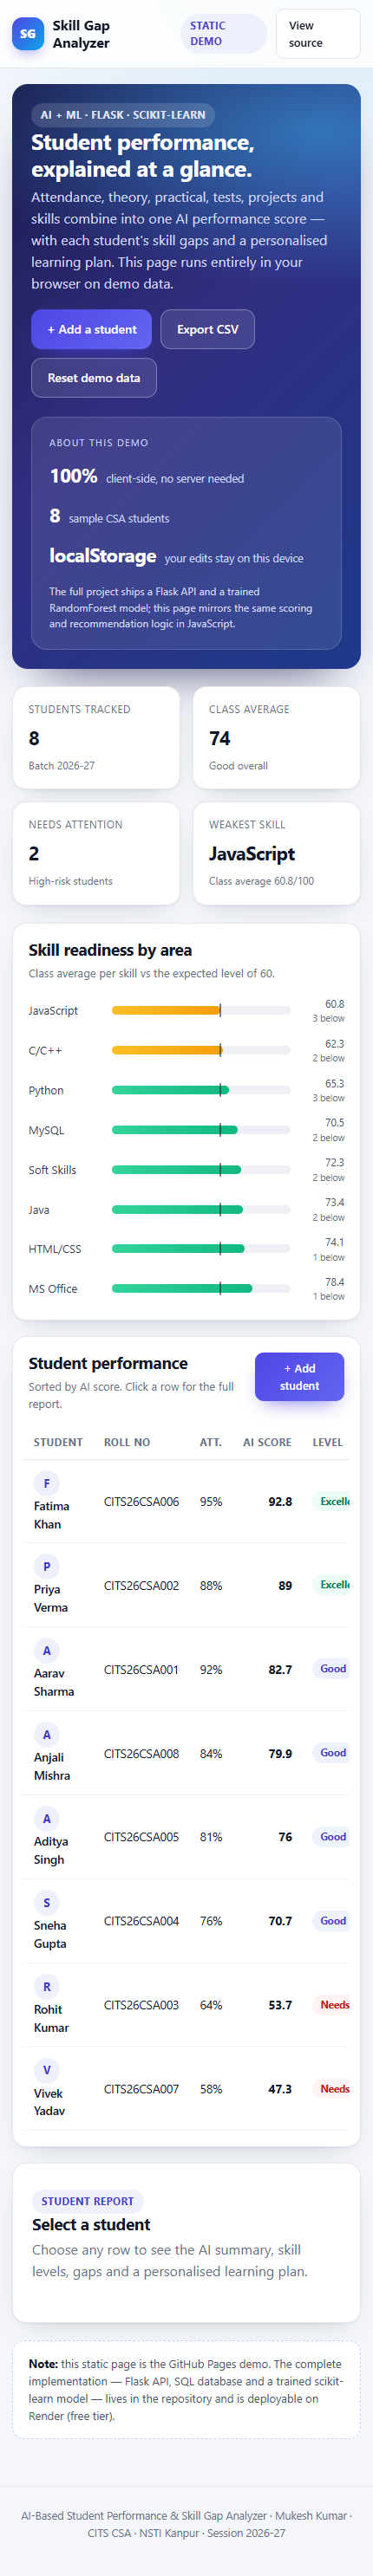 SG
Skill Gap
Analyzer
STATIC
DEMO
View
source
AI + ML · FLASK · SCIKIT-LEARN
Student performance,
explained at a glance.
Attendance, theory, practical, tests, projects and
skills combine into one AI performance score —
with each student's skill gaps and a personalised
learning plan. This page runs entirely in your
browser on demo data.
+ Add a student
Export CSV
Reset demo data
ABOUT THIS DEMO
100% client-side, no server needed
8 sample CSA students
localStorage your edits stay on this device
The full project ships a Flask API and a trained
RandomForest model; this page mirrors the same scoring
and recommendation logic in JavaScript.
STUDENTS TRACKED
8
Batch 2026-27
CLASS AVERAGE
74
Good overall
NEEDS ATTENTION
2
High-risk students
WEAKEST SKILL
JavaScript
Class average 60.8/100
Skill readiness by area
Class average per skill vs the expected level of 60.
JavaScript 60.8
3 below
C/C++ 62.3
2 below
Python 65.3
3 below
MySQL 70.5
2 below
Soft Skills 72.3
2 below
Java 73.4
2 below
HTML/CSS 74.1
1 below
MS Office 78.4
1 below
Student performance
Sorted by AI score. Click a row for the full
report.
+ Add
student
STUDENT ROLL NO ATT. AI SCORE LEVEL
F
Fatima
Khan
CITS26CSA006 95% 92.8 Excelle
P
Priya
Verma
CITS26CSA002 88% 89 Excelle
A
Aarav
Sharma
CITS26CSA001 92% 82.7 Good
A
Anjali
Mishra
CITS26CSA008 84% 79.9 Good
A
Aditya
Singh
CITS26CSA005 81% 76 Good
S
Sneha
Gupta
CITS26CSA004 76% 70.7 Good
R
Rohit
Kumar
CITS26CSA003 64% 53.7 Needs
V
Vivek
Yadav
CITS26CSA007 58% 47.3 Needs
STUDENT REPORT
Select a student
Choose any row to see the AI summary, skill
levels, gaps and a personalised learning plan.
Note: this static page is the GitHub Pages demo. The complete
implementation — Flask API, SQL database and a trained scikit-
learn model — lives in the repository and is deployable on
Render (free tier).
AI-Based Student Performance & Skill Gap Analyzer · Mukesh Kumar ·
CITS CSA · NSTI Kanpur · Session 2026-27